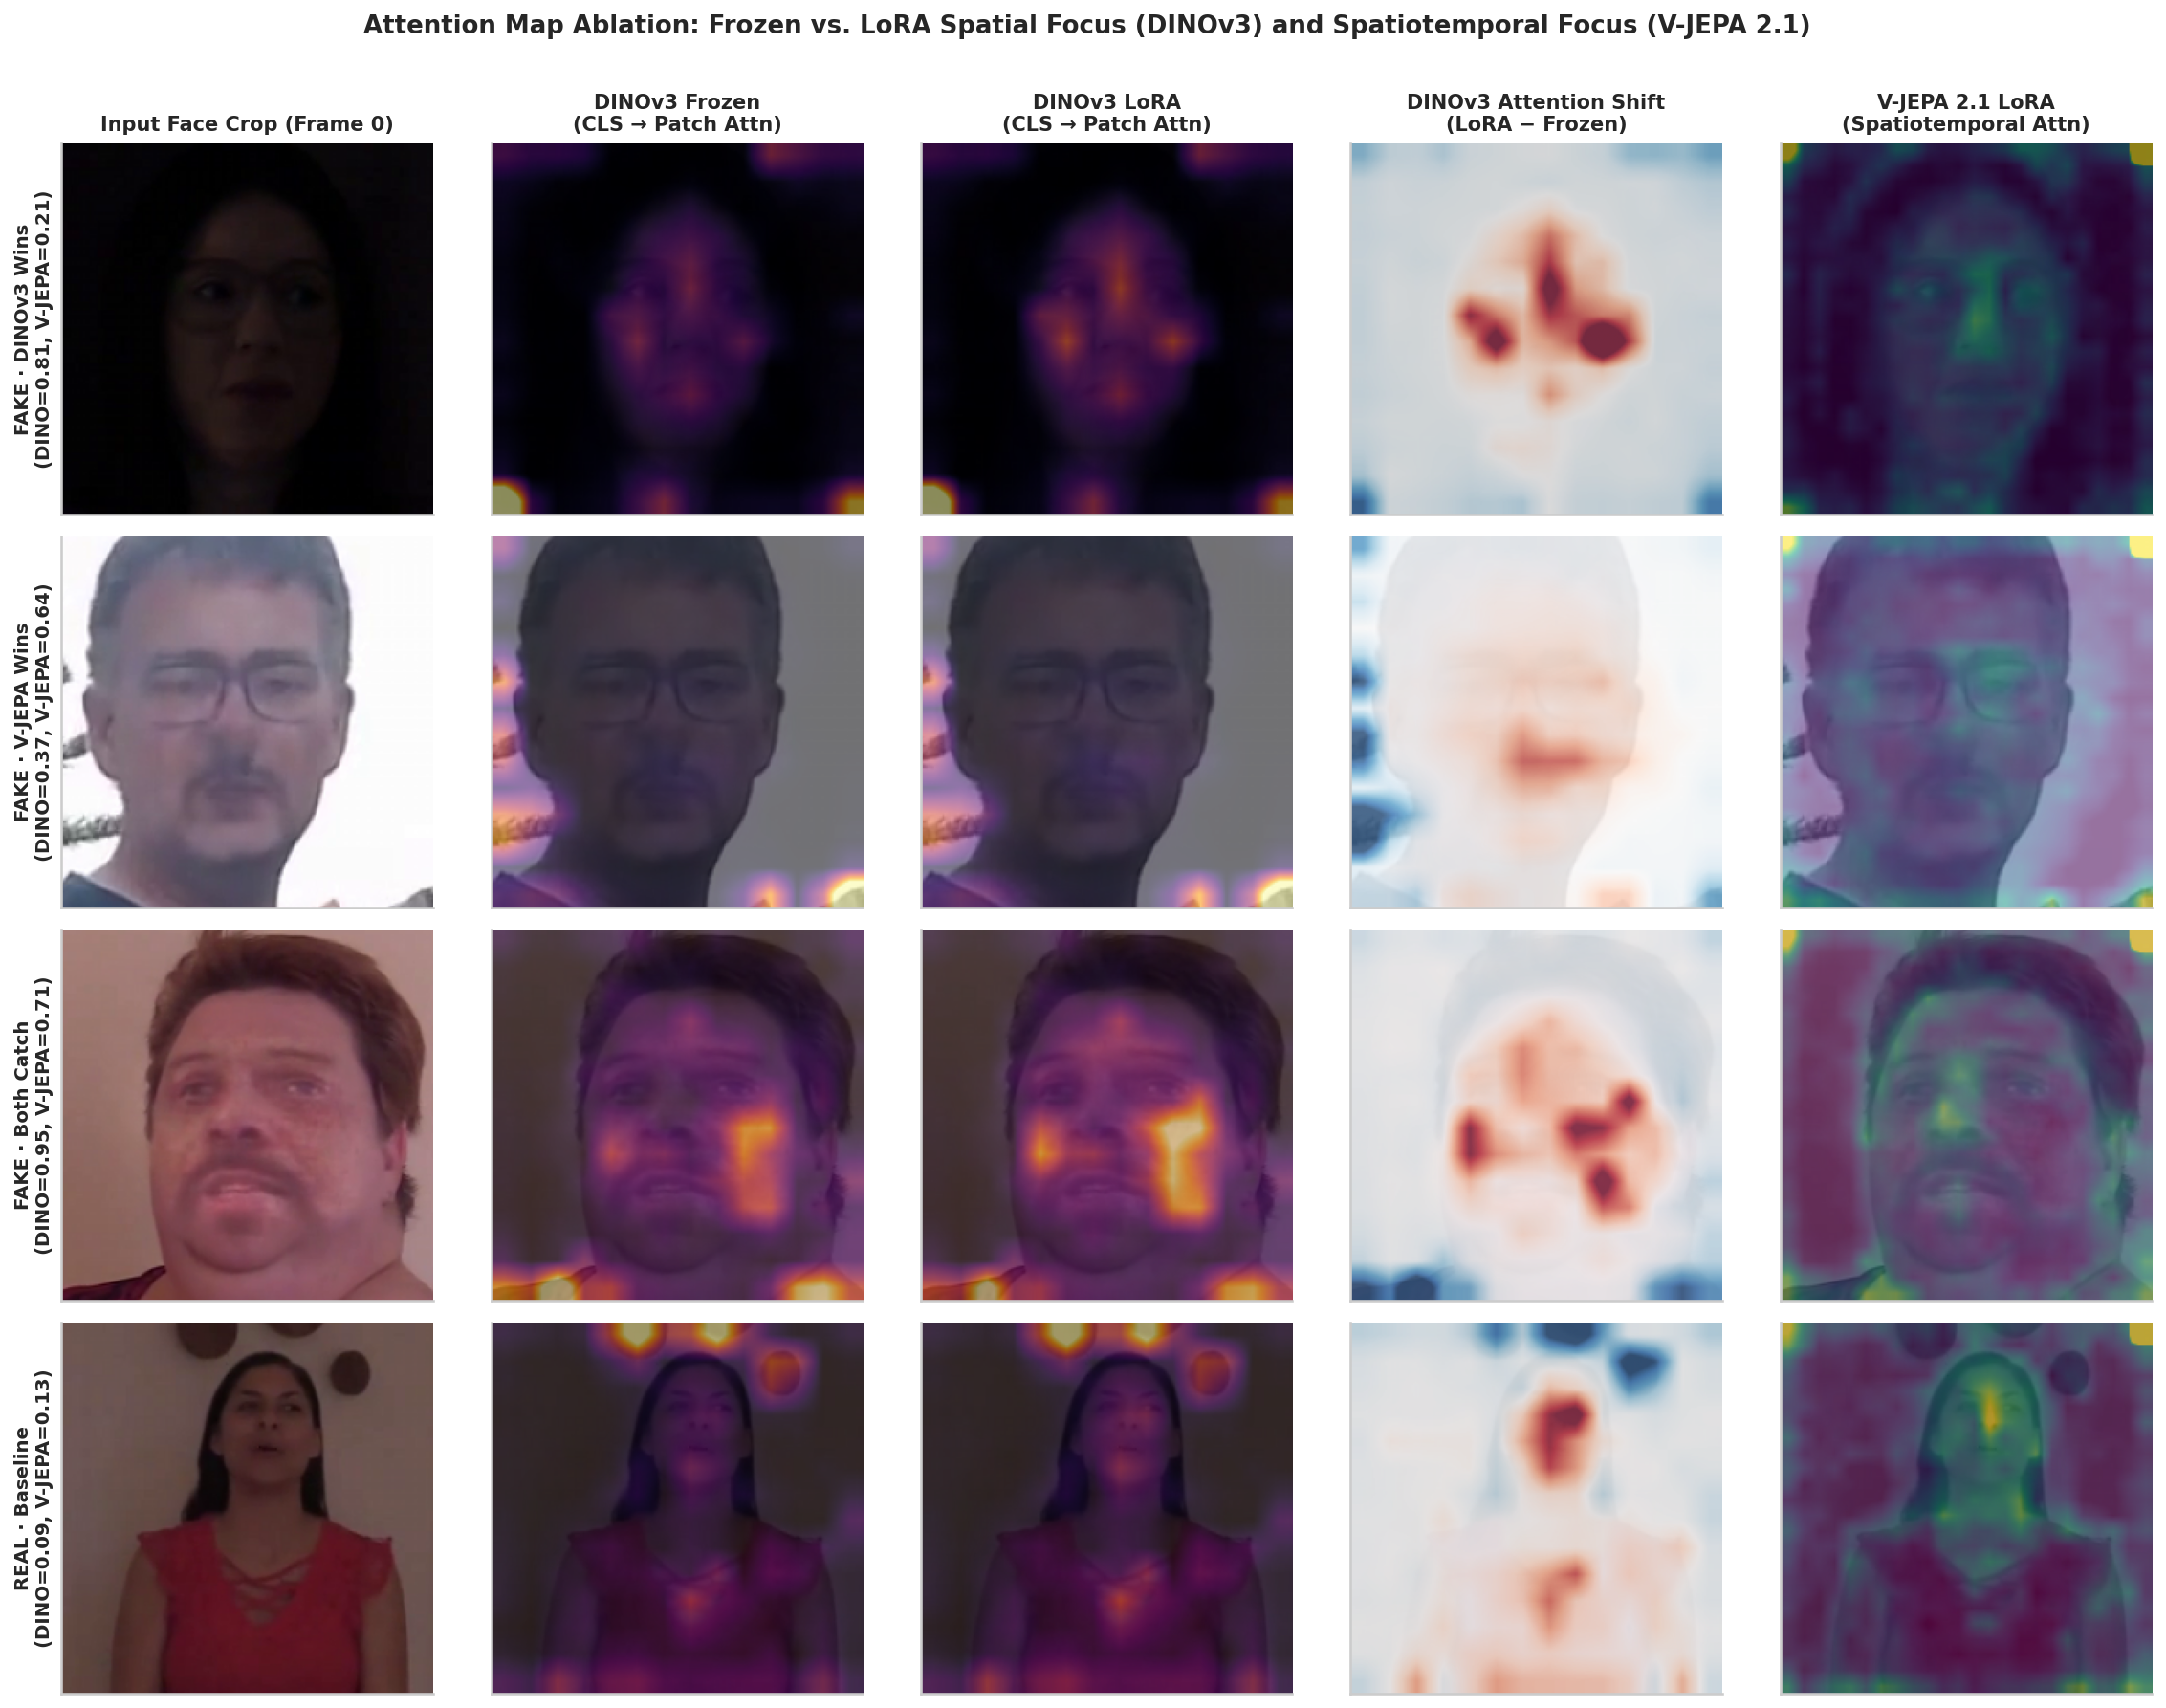 Attention Map Ablation: Frozen vs. LoRA Spatial Focus (DINOv3) and Spatiotemporal Focus (V-JEPA 2.1)
Input Face Crop (Frame 0)
DINOv3 Frozen
(CLS → Patch Attn)
DINOv3 LoRA
(CLS → Patch Attn)
DINOv3 Attention Shift
(LoRA − Frozen)
V-JEPA 2.1 LoRA
(Spatiotemporal Attn)
FAKE · DINOv3 Wins
(DINO=0.81, V-JEPA=0.21)
FAKE · V-JEPA Wins
(DINO=0.37, V-JEPA=0.64)
FAKE · Both Catch
(DINO=0.95, V-JEPA=0.71)
REAL · Baseline
(DINO=0.09, V-JEPA=0.13)